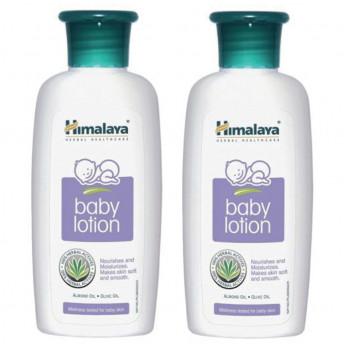 Himalaya
HERBAL HEALTHCARE
baby
lotion
Nourishes and
Moisturizes.
Makes skin soft
and smooth.
ALMOND OIL • OLIVE OIL
Mildness tested for baby skin
Himalaya
HERBAL HEALTHCARE
baby
lotion
Nourishes and
Moisturizes.
Makes skin soft
and smooth.
ALMOND OIL • OLIVE OIL
Mildness tested for baby skin